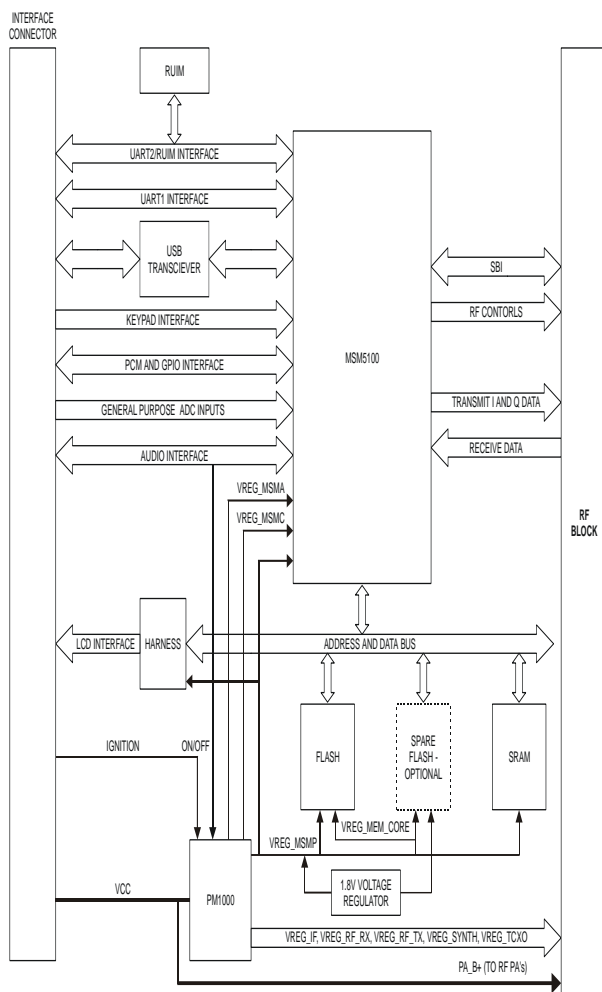 INTERFACE
CONNECTOR
RUIM
UART2/RUIM INTERFACE
UART1 INTERFACE
USB
TRANSCIEVER
SBI
KEYPAD INTERFACE
RF CONTORLS
PCM AND GPIO INTERFACE
MSM5100
GENERAL PURPOSE ADC INPUTS
TRANSMIT I AND Q DATA
AUDIO INTERFACE
RECEIVE DATA
VREG_MSMA
VREG_MSMC
RF
BLOCK
LCD INTERFACE
HARNESS
ADDRESS AND DATA BUS
IGNITION
ON/OFF
FLASH
SPARE
FLASH -
OPTIONAL
SRAM
VREG_MEM_CORE
VREG_MSMP
VCC
PM1000
1.8V VOLTAGE
REGULATOR
VREG_IF, VREG_RF_RX, VREG_RF_TX, VREG_SYNTH, VREG_TCXO
PA_B+ (TO RF PA's)